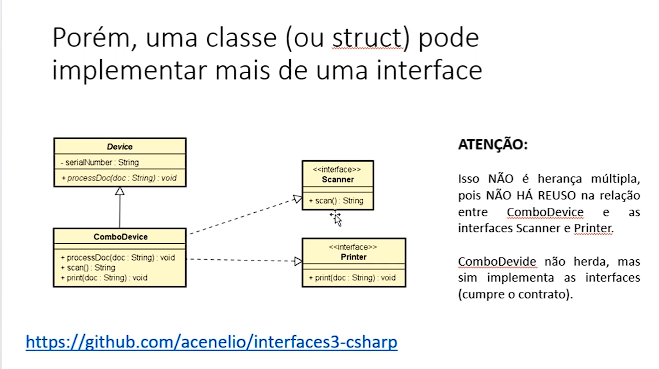 Porém, uma classe (ou struct) pode
implementar mais de uma interface
Device
- serialNumber : String
+ processDoc(doc : String) : void
ComboDevice
+ processDoc(doc : String) : void
+ scan() : String
+ print(doc : String) : void
<<interface>>
Scanner
+ scan() : String
<<interface>>
Printer
+ print(doc : String) : void
ATENÇÃO:
Isso NÃO é herança múltipla,
pois NÃO HÁ REUSO na relação
entre ComboDevice e as
interfaces Scanner e Printer.
ComboDevide não herda, mas
sim implementa as interfaces
(cumpre o contrato).
https://github.com/acenelio/interfaces3-csharp